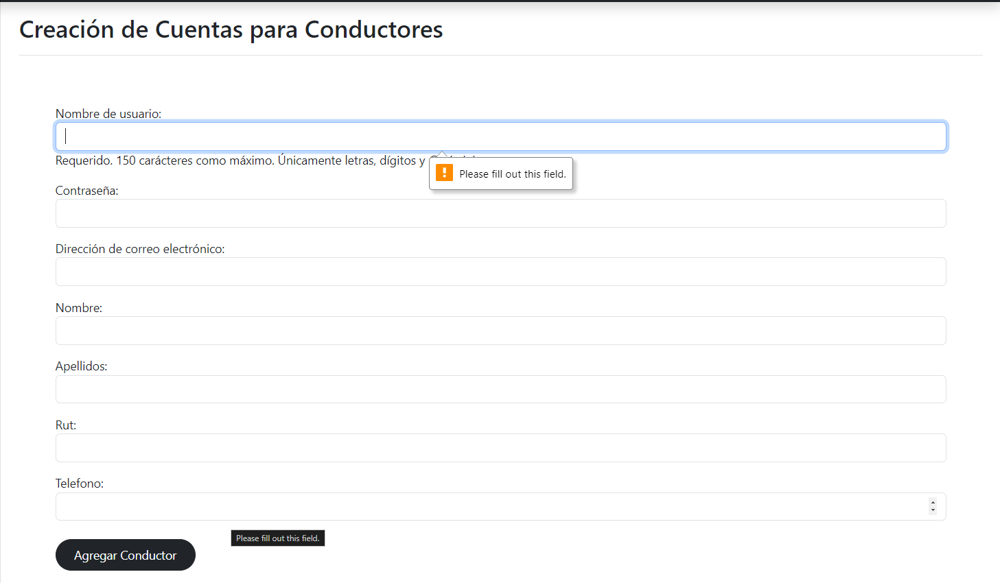 Creación de Cuentas para Conductores
Nombre de usuario:
Requerido. 150 carácteres como máximo. Únicamente letras, dígitos y
Please fill out this field.
Contraseña:
Dirección de correo electrónico:
Nombre:
Apellidos:
Rut:
Telefono:
Please fill out this field.
Agregar Conductor